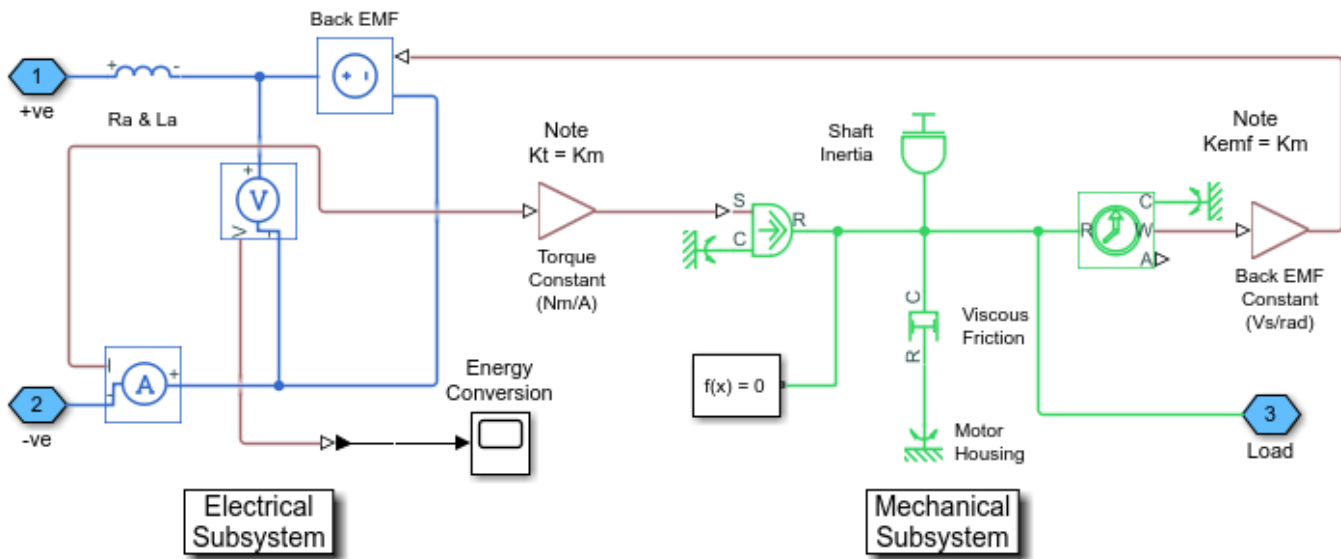 Back EMF
1
+ -
+ -
+ve
Ra & La
Note
Kt = Km
Shaft
Inertia
Note
Kemf = Km
+
V
V
-
S
C
R
Torque
Constant
(Nm/A)
C
R
W
A
Back EMF
Constant
(Vs/rad)
C
R
Viscous
Friction
I
-
A
+
2
-ve
Energy
Conversion
f(x) = 0
Motor
Housing
3
Load
Electrical
Subsystem
Mechanical
Subsystem